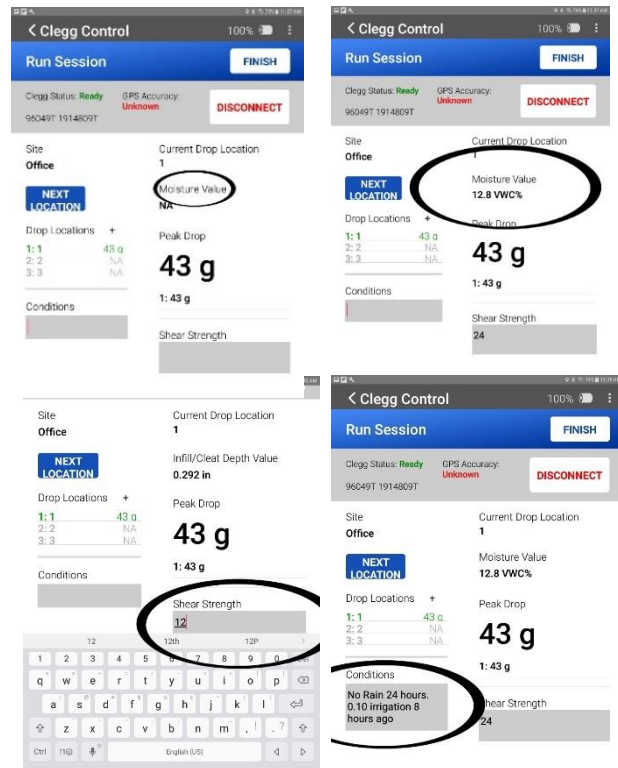 < Clegg Control
100%
Run Session
FINISH
Clegg Status: Ready
GPS Accuracy:
Unknown
96049T 1914809T
DISCONNECT
Site
Office
Current Drop Location
1
NEXT
LOCATION
Moisture Value
NA
Drop Locations +
1: 1 43 g
2: 2 NA
3: 3 NA
Peak Drop
43 g
1: 43 g
Conditions
Shear Strength
< Clegg Control
100%
Run Session
FINISH
Clegg Status: Ready
GPS Accuracy:
Unknown
96049T 1914809T
DISCONNECT
Site
Office
Current Drop Location
1
NEXT
LOCATION
Moisture Value
12.8 VWC%
Drop Locations +
1: 1 43 g
2: 2 NA
3: 3 NA
Peak Drop
43 g
1: 43 g
Conditions
Shear Strength
24
Site
Office
Current Drop Location
1
NEXT
LOCATION
Infill/Cleat Depth Value
0.292 in
Drop Locations +
1: 1 43 g
2: 2 NA
3: 3 NA
Peak Drop
43 g
1: 43 g
Conditions
Shear Strength
12
12 12th 12P
1 2 3 4 5 6 7 8 9 0
q w e r t y u i o p
a s d f g h j k l
z x c v b n m , ! . ?
Ctrl !1☺ English (US)
< Clegg Control
100%
Run Session
FINISH
Clegg Status: Ready
GPS Accuracy:
Unknown
96049T 1914809T
DISCONNECT
Site
Office
Current Drop Location
1
NEXT
LOCATION
Moisture Value
12.8 VWC%
Drop Locations +
1: 1 43 g
2: 2 NA
3: 3 NA
Peak Drop
43 g
1: 43 g
Conditions
No Rain 24 hours.
0.10 irrigation 8
hours ago
Shear Strength
24